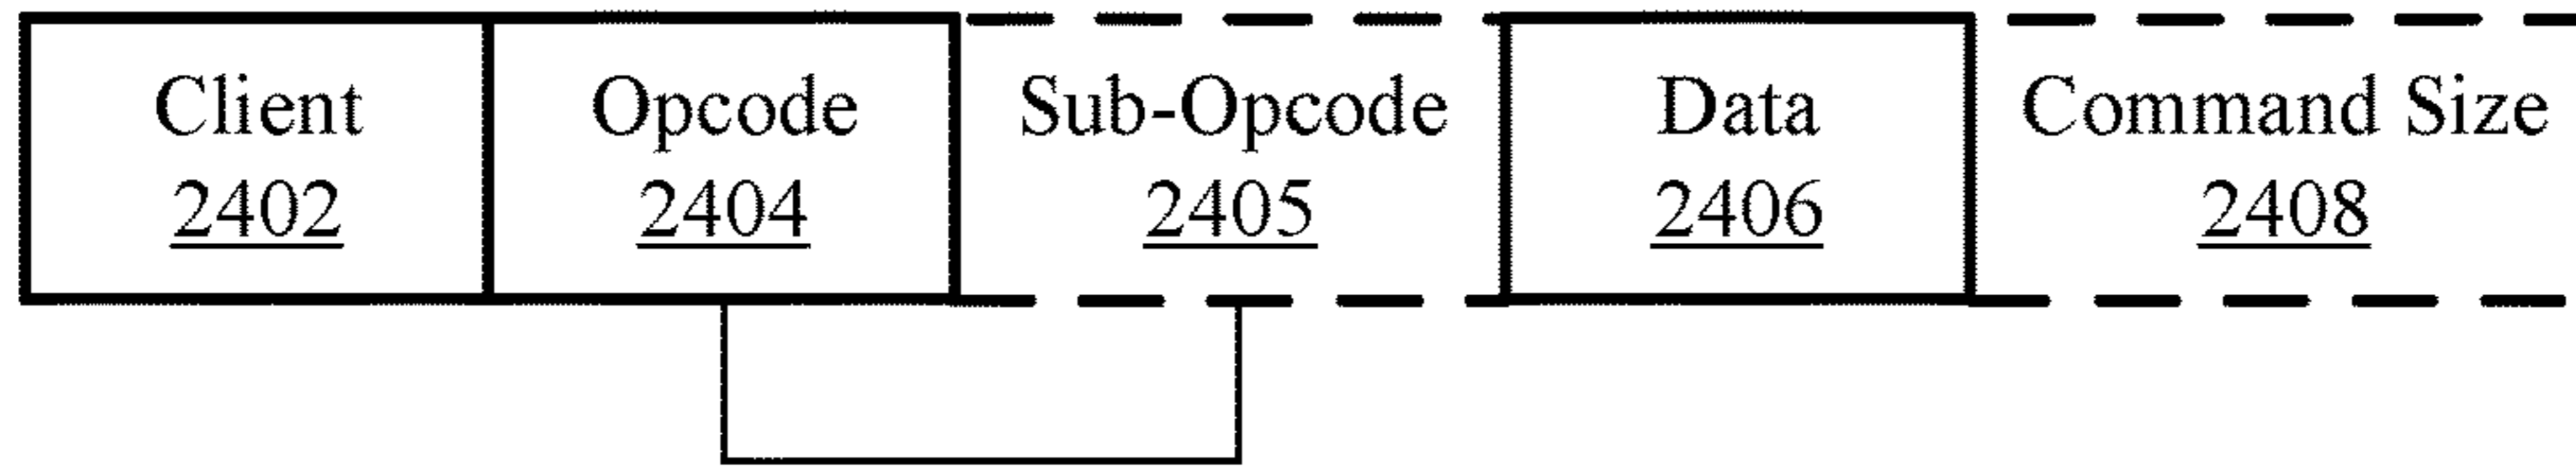 Client
2402
Opcode
2404
Sub-Opcode
2405
Data
2406
Command Size
2408